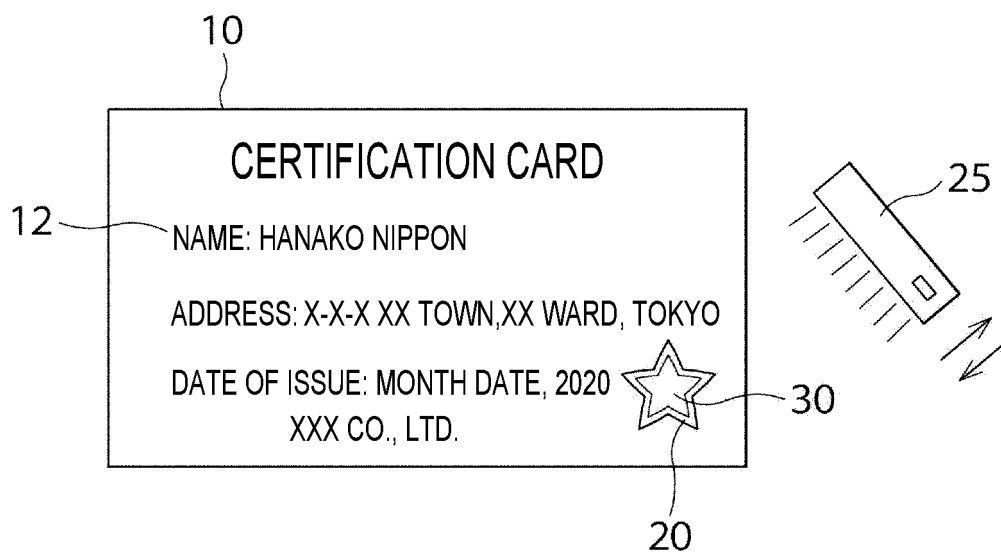 10
CERTIFICATION CARD
25
12
NAME: HANAKO NIPPON
ADDRESS: X-X-X XX TOWN,XX WARD, TOKYO
DATE OF ISSUE: MONTH DATE, 2020
30
XXX CO., LTD.
20